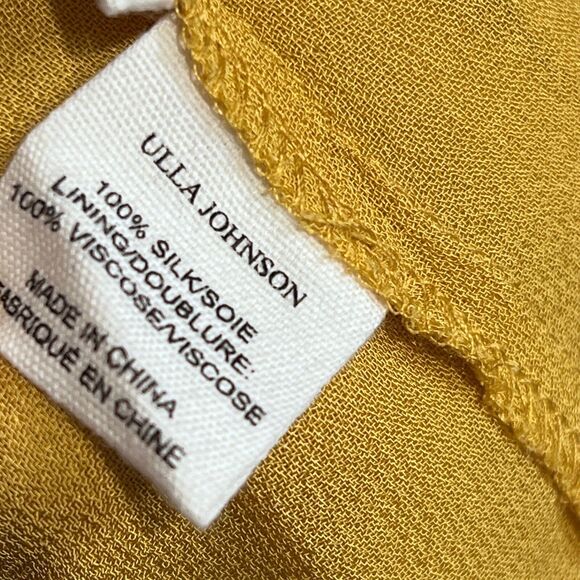 ULLA JOHNSON
100% SILK/SOIE
LINING/DOUBLURE:
100% VISCOSE/VISCOSE
MADE IN CHINA
FABRIQUÉ EN CHINE